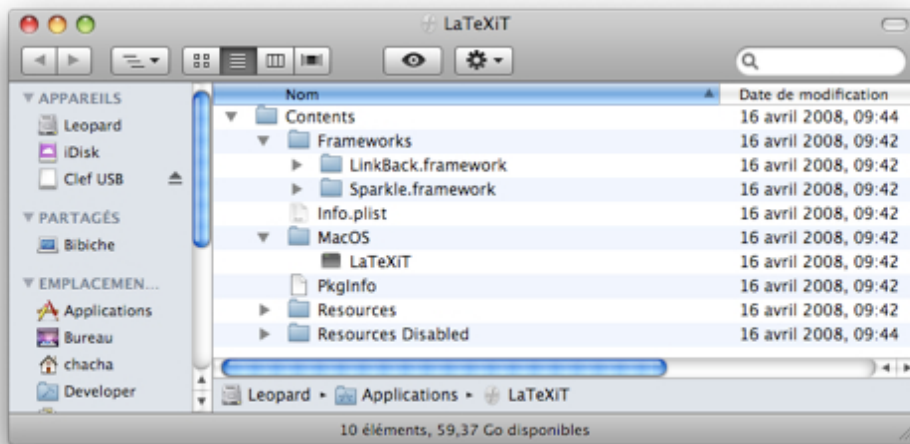 LaTeXiT
Nom Date de modification
APPAREILS
Leopard
iDisk
Clef USB
PARTAGÉS
Bibiche
EMPLACEMEN...
Applications
Bureau
chacha
Developer
Contents 16 avril 2008, 09:44
Frameworks 16 avril 2008, 09:42
LinkBack.framework 16 avril 2008, 09:42
Sparkle.framework 16 avril 2008, 09:42
Info.plist 16 avril 2008, 09:42
MacOS 16 avril 2008, 09:42
LaTeXiT 16 avril 2008, 09:42
PkgInfo 16 avril 2008, 09:42
Resources 16 avril 2008, 09:42
Resources Disabled 16 avril 2008, 09:44
Leopard ▸ Applications ▸ LaTeXiT
10 éléments, 59,37 Go disponibles